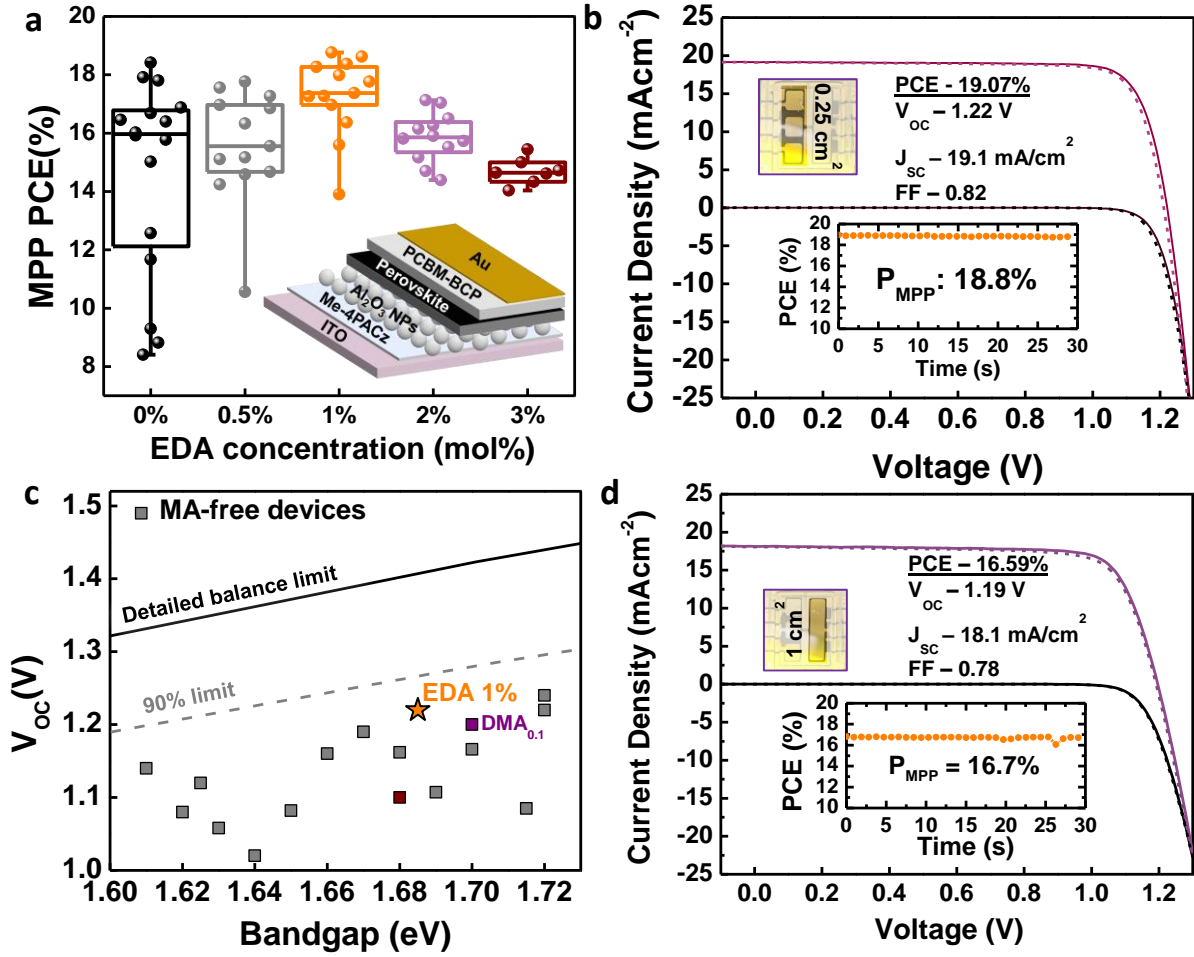 a
MPP PCE(%)
20
18
16
14
12
10
8
0%
0.5%
1%
2%
3%
EDA concentration (mol%)
Au
PCBM-BCP
Perovskite
Al2O3 NPs
Me-4PACz
ITO
b
Current Density (mAcm-2)
25
20
15
10
5
0
-5
-10
-15
-20
-25
0.25 cm2
PCE - 19.07%
VOC – 1.22 V
JSC – 19.1 mA/cm2
FF – 0.82
PCE (%)
20
18
16
14
12
10
PMPP: 18.8%
0 5 10 15 20 25 30
Time (s)
0.0 0.2 0.4 0.6 0.8 1.0 1.2
Voltage (V)
c
VOC(V)
1.5
1.4
1.3
1.2
1.1
1.0
MA-free devices
Detailed balance limit
90% limit
EDA 1%
DMA0.1
1.60 1.62 1.64 1.66 1.68 1.70 1.72
Bandgap (eV)
d
Current Density (mAcm-2)
25
20
15
10
5
0
-5
-10
-15
-20
-25
1 cm2
PCE – 16.59%
VOC – 1.19 V
JSC – 18.1 mA/cm2
FF – 0.78
PCE (%)
20
18
16
14
12
10
PMPP = 16.7%
0 5 10 15 20 25 30
Time (s)
0.0 0.2 0.4 0.6 0.8 1.0 1.2
Voltage (V)